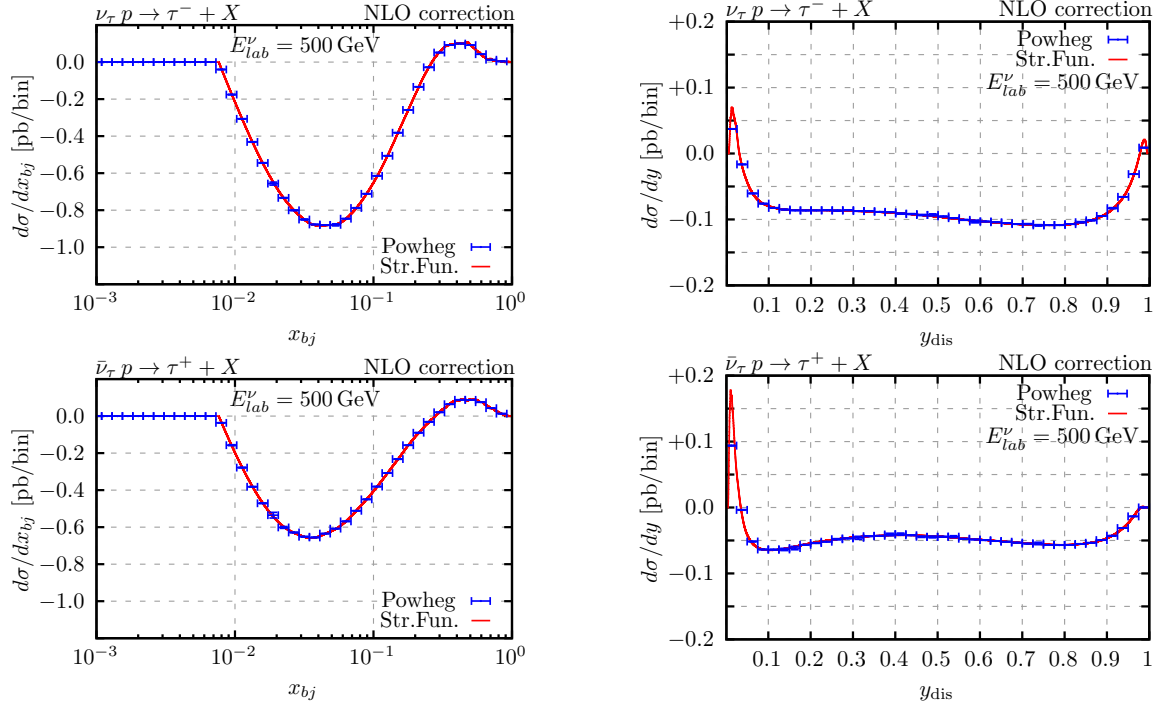 ν_τ p → τ⁻ + X NLO correction
E^ν_lab = 500 GeV
0.0
−0.2
−0.4
−0.6
−0.8
−1.0
dσ/dx_bj [pb/bin]
Powheg
Str.Fun.
10⁻³ 10⁻² 10⁻¹ 10⁰
x_bj
ν_τ p → τ⁻ + X NLO correction
+0.2
+0.1
0.0
−0.1
−0.2
dσ/dy [pb/bin]
Powheg
Str.Fun.
E^ν_lab = 500 GeV
0.1 0.2 0.3 0.4 0.5 0.6 0.7 0.8 0.9 1
y_dis
ν̄_τ p → τ⁺ + X NLO correction
E^ν_lab = 500 GeV
0.0
−0.2
−0.4
−0.6
−0.8
−1.0
dσ/dx_bj [pb/bin]
Powheg
Str.Fun.
10⁻³ 10⁻² 10⁻¹ 10⁰
x_bj
ν̄_τ p → τ⁺ + X NLO correction
+0.2
+0.1
0.0
−0.1
−0.2
dσ/dy [pb/bin]
Powheg
Str.Fun.
E^ν_lab = 500 GeV
0.1 0.2 0.3 0.4 0.5 0.6 0.7 0.8 0.9 1
y_dis